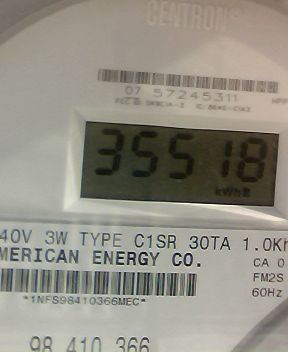 CENTRON®
07 57245311
35518
kWh
40V 3W TYPE C1SR 30TA 1.0Kh
MERICAN ENERGY CO.
CA 0
FM2S
60Hz
*1NFS98410366MEC*
98 410 366